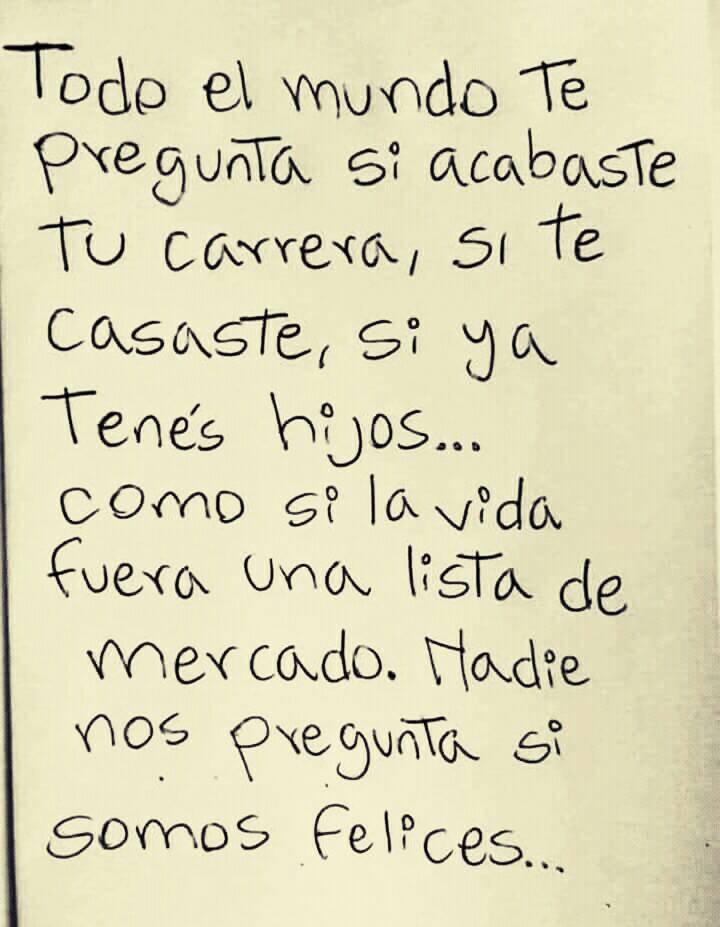 Todo el mundo te
pregunta si acabaste
tu carrera, si te
casaste, si ya
tenés hijos...
como si la vida
fuera una lista de
mercado. Nadie
nos pregunta si
somos felices...